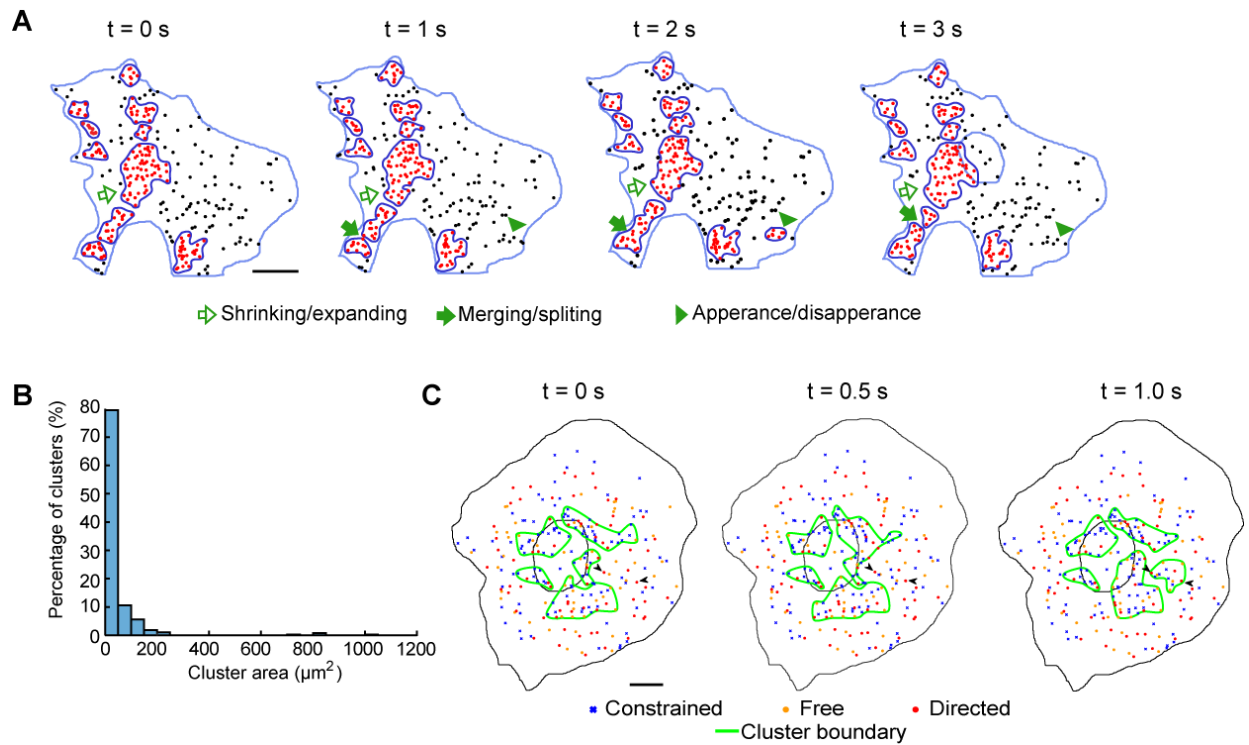 A
t = 0 s
t = 1 s
t = 2 s
t = 3 s
Shrinking/expanding
Merging/spliting
Apperance/disapperance
B
Percentage of clusters (%)
80
70
60
50
40
30
20
10
0
0
200
400
600
800
1000
1200
Cluster area (µm²)
C
t = 0 s
t = 0.5 s
t = 1.0 s
Constrained
Free
Directed
Cluster boundary